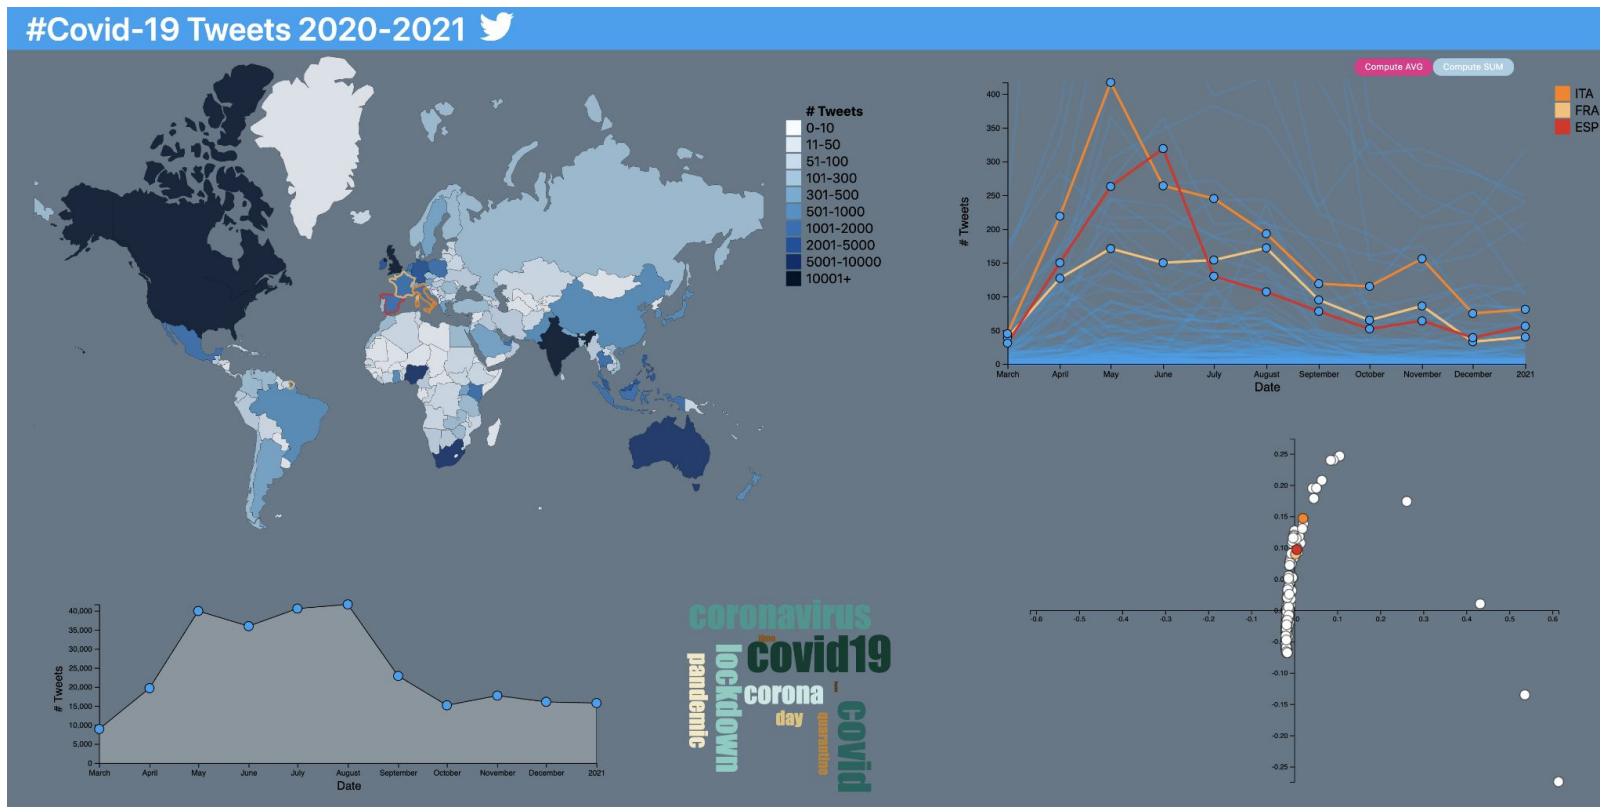 #Covid-19 Tweets 2020-2021
# Tweets
0-10
11-50
51-100
101-300
301-500
501-1000
1001-2000
2001-5000
5001-10000
10001+
Compute AVG
Compute SUM
ITA
FRA
ESP
400
350
300
250
200
150
100
50
0
# Tweets
March April May June July August September October November December 2021
Date
40,000
35,000
30,000
25,000
20,000
15,000
10,000
5,000
0
# Tweets
March April May June July August September October November December 2021
Date
coronavirus
covid19
pandemic
lockdown
corona
day
quarantine
covid
0.25
0.20
0.15
0.10
-0.6 -0.5 -0.4 -0.3 -0.2 -0.1 0.1 0.2 0.3 0.4 0.5 0.6
-0.10
-0.15
-0.20
-0.25